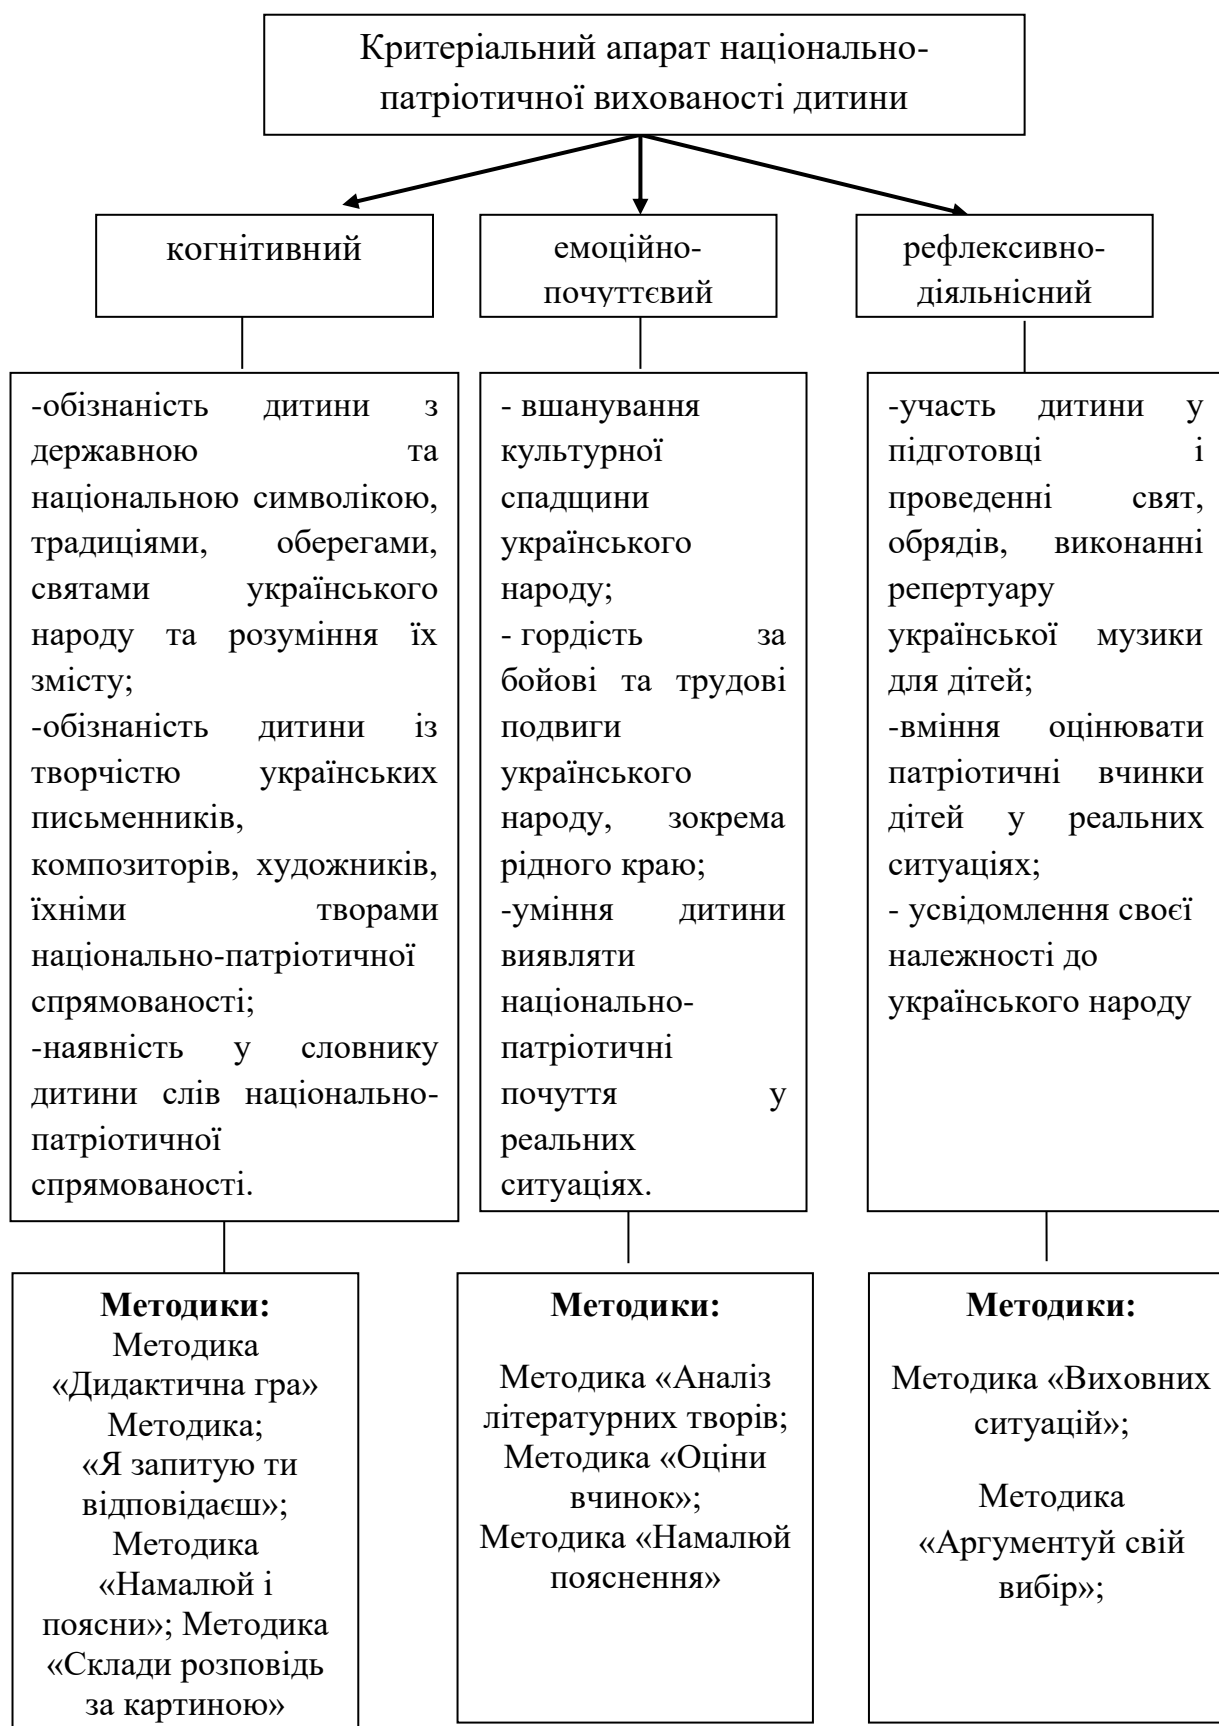 Критеріальний апарат національно-
патріотичної вихованості дитини
когнітивний
емоційно-
почуттєвий
рефлексивно-
діяльнісний
-обізнаність дитини з
державною та
національною символікою,
традиціями, оберегами,
святами українського
народу та розуміння їх
змісту;
-обізнаність дитини із
творчістю українських
письменників,
композиторів, художників,
їхніми творами
національно-патріотичної
спрямованості;
-наявність у словнику
дитини слів національно-
патріотичної
спрямованості.
- вшанування
культурної
спадщини
українського
народу;
- гордість за
бойові та трудові
подвиги
українського
народу, зокрема
рідного краю;
-уміння дитини
виявляти
національно-
патріотичні
почуття у
реальних
ситуаціях.
-участь дитини у
підготовці і
проведенні свят,
обрядів, виконанні
репертуару
української музики
для дітей;
-вміння оцінювати
патріотичні вчинки
дітей у реальних
ситуаціях;
- усвідомлення своєї
належності до
українського народу
Методики:
Методика
«Дидактична гра»
Методика;
«Я запитую ти
відповідаєш»;
Методика
«Намалюй і
поясни»; Методика
«Склади розповідь
за картиною»
Методики:
Методика «Аналіз
літературних творів;
Методика «Оціни
вчинок»;
Методика «Намалюй
пояснення»
Методики:
Методика «Виховних
ситуацій»;
Методика
«Аргументуй свій
вибір»;